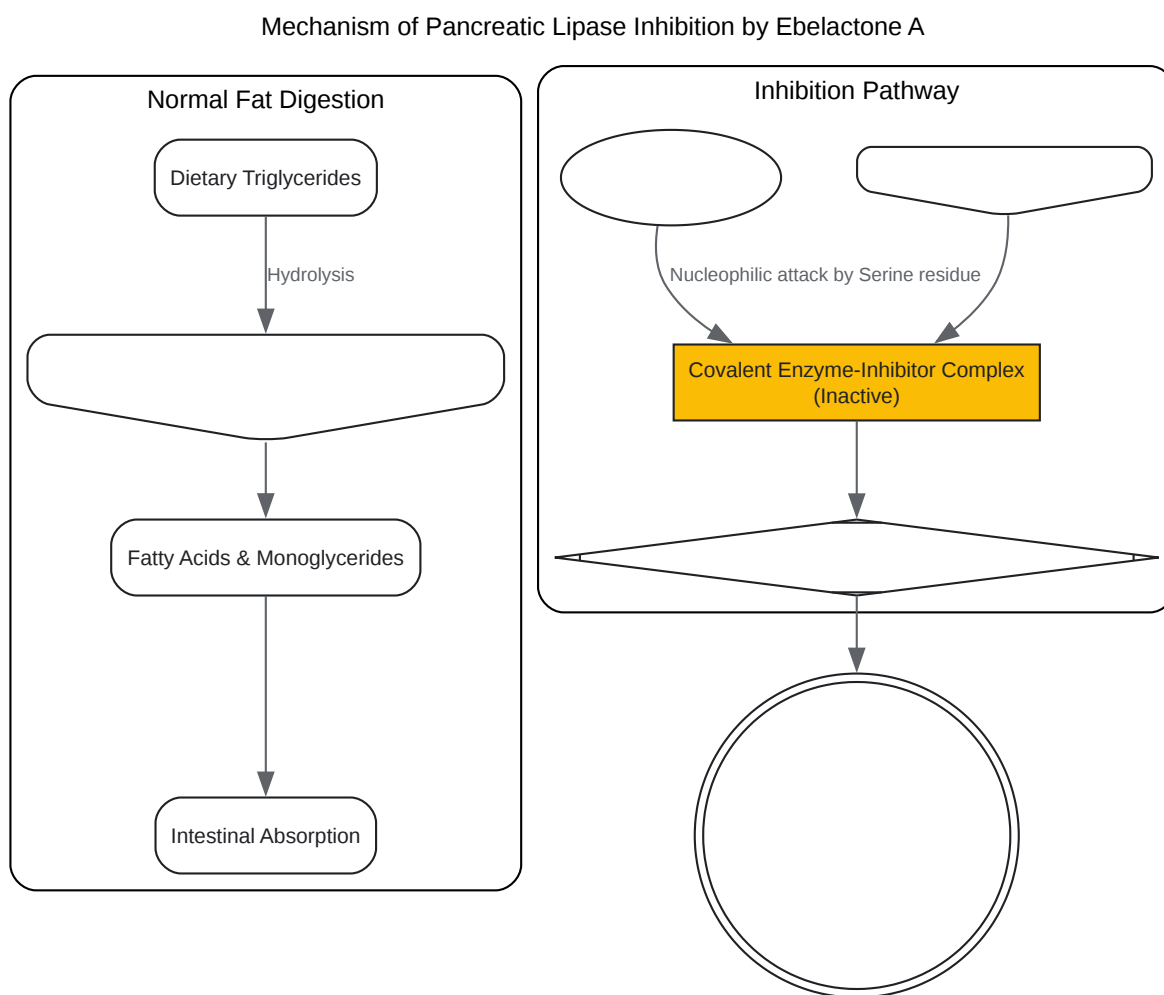 Mechanism of Pancreatic Lipase Inhibition by Ebelactone A
Normal Fat Digestion
Dietary Triglycerides
Hydrolysis
Fatty Acids & Monoglycerides
Intestinal Absorption
Inhibition Pathway
Nucleophilic attack by Serine residue
Covalent Enzyme-Inhibitor Complex
(Inactive)